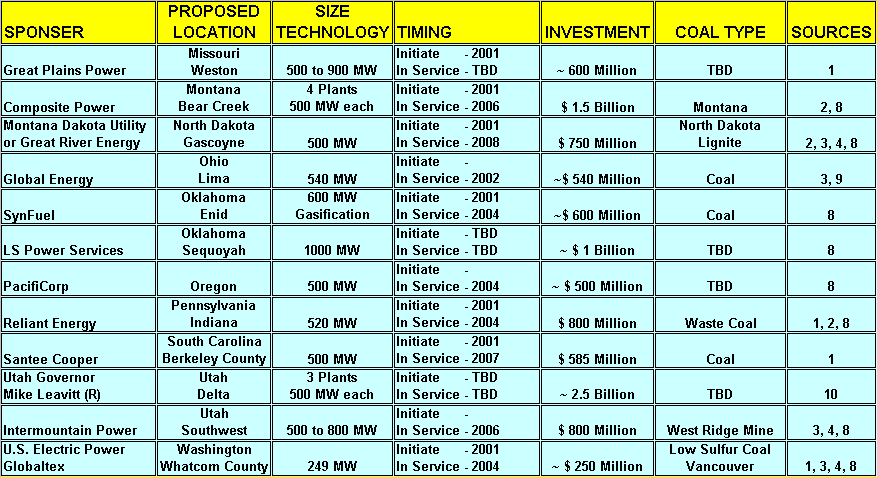 SPONSER PROPOSED LOCATION SIZE TECHNOLOGY TIMING INVESTMENT COAL TYPE SOURCES
Great Plains Power Missouri Weston 500 to 900 MW Initiate - 2001 In Service - TBD ~ 600 Million TBD 1
Composite Power Montana Bear Creek 4 Plants 500 MW each Initiate - 2001 In Service - 2006 $ 1.5 Billion Montana 2, 8
Montana Dakota Utility or Great River Energy North Dakota Gascoyne 500 MW Initiate - 2001 In Service - 2008 $ 750 Million North Dakota Lignite 2, 3, 4, 8
Global Energy Ohio Lima 540 MW Initiate - In Service - 2002 ~$ 540 Million Coal 3, 9
SynFuel Oklahoma Enid 600 MW Gasification Initiate - 2001 In Service - 2004 ~$ 600 Million Coal 8
LS Power Services Oklahoma Sequoyah 1000 MW Initiate - TBD In Service - TBD ~ $ 1 Billion TBD 8
PacifiCorp Oregon 500 MW Initiate - In Service - 2004 ~ $ 500 Million TBD 8
Reliant Energy Pennsylvania Indiana 520 MW Initiate - 2001 In Service - 2004 $ 800 Million Waste Coal 1, 2, 8
Santee Cooper South Carolina Berkeley County 500 MW Initiate - 2001 In Service - 2007 $ 585 Million Coal 1
Utah Governor Mike Leavitt (R) Utah Delta 3 Plants 500 MW each Initiate - TBD In Service - TBD ~ 2.5 Billion TBD 10
Intermountain Power Utah Southwest 500 to 800 MW Initiate - In Service - 2006 $ 800 Million West Ridge Mine 3, 4, 8
U.S. Electric Power Globaltex Washington Whatcom County 249 MW Initiate - 2001 In Service - 2004 ~ $ 250 Million Low Sulfur Coal Vancouver 1, 3, 4, 8